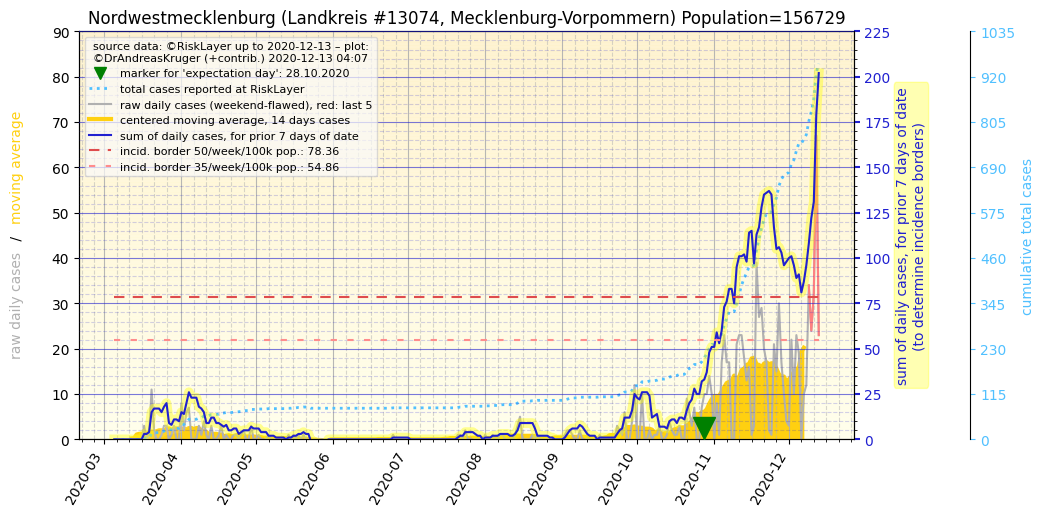 Nordwestmecklenburg (Landkreis #13074, Mecklenburg-Vorpommern) Population=156729
source data: ©RiskLayer up to 2020-12-13 – plot:
©DrAndreasKruger (+contrib.) 2020-12-13 04:07
marker for 'expectation day': 28.10.2020
total cases reported at RiskLayer
raw daily cases (weekend-flawed), red: last 5
centered moving average, 14 days cases
sum of daily cases, for prior 7 days of date
incid. border 50/week/100k pop.: 78.36
incid. border 35/week/100k pop.: 54.86
raw daily cases / moving average
90
80
70
60
50
40
30
20
10
0
2020-03
2020-04
2020-05
2020-06
2020-07
2020-08
2020-09
2020-10
2020-11
2020-12
225
200
175
150
125
100
75
50
25
0
sum of daily cases, for prior 7 days of date
(to determine incidence borders)
1035
920
805
690
575
460
345
230
115
0
cumulative total cases